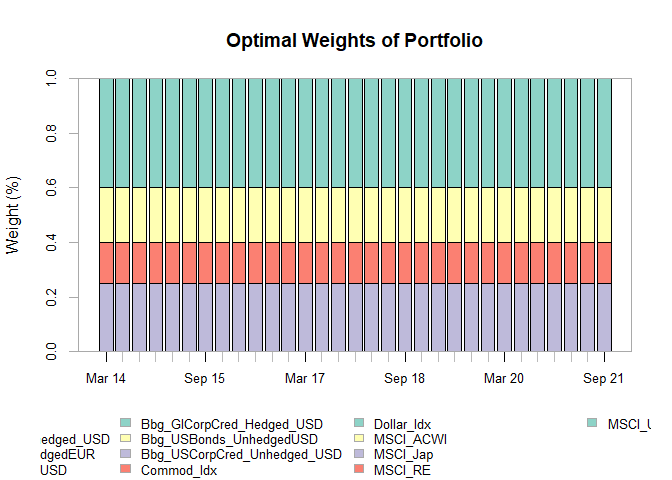 Optimal Weights of Portfolio
Weight (%)
1.0
0.8
0.6
0.4
0.2
0.0
Mar 14 Sep 15 Mar 17 Sep 18 Mar 20 Sep 21
Bbg_GlCorpCred_Hedged_USD Dollar_Idx MSCI_U
edged_USD Bbg_USBonds_UnhedgedUSD MSCI_ACWI
dgedEUR Bbg_USCorpCred_Unhedged_USD MSCI_Jap
USD Commod_Idx MSCI_RE